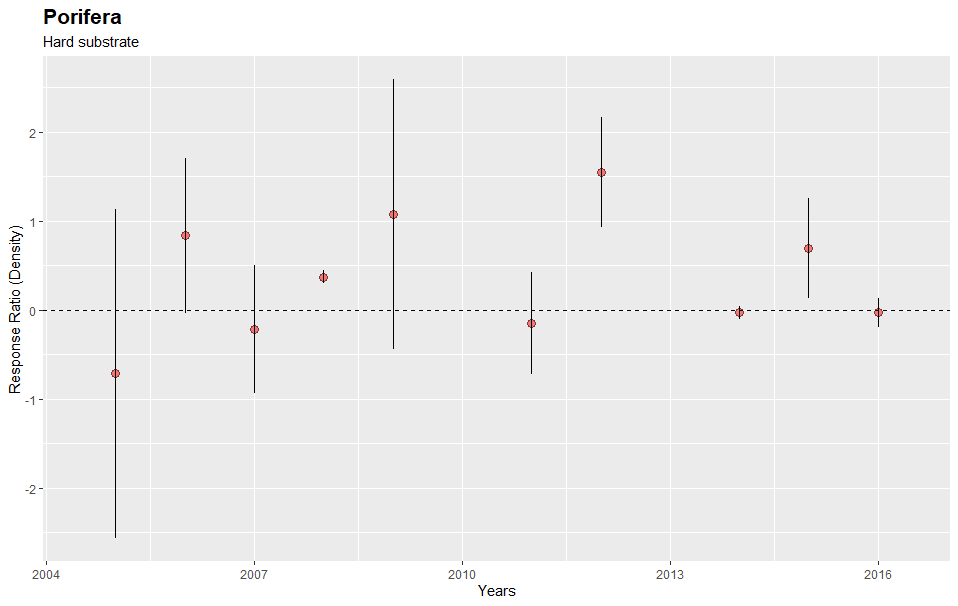 Porifera
Hard substrate
Response Ratio (Density)
2
1
0
-1
-2
2004 2007 2010 2013 2016
Years